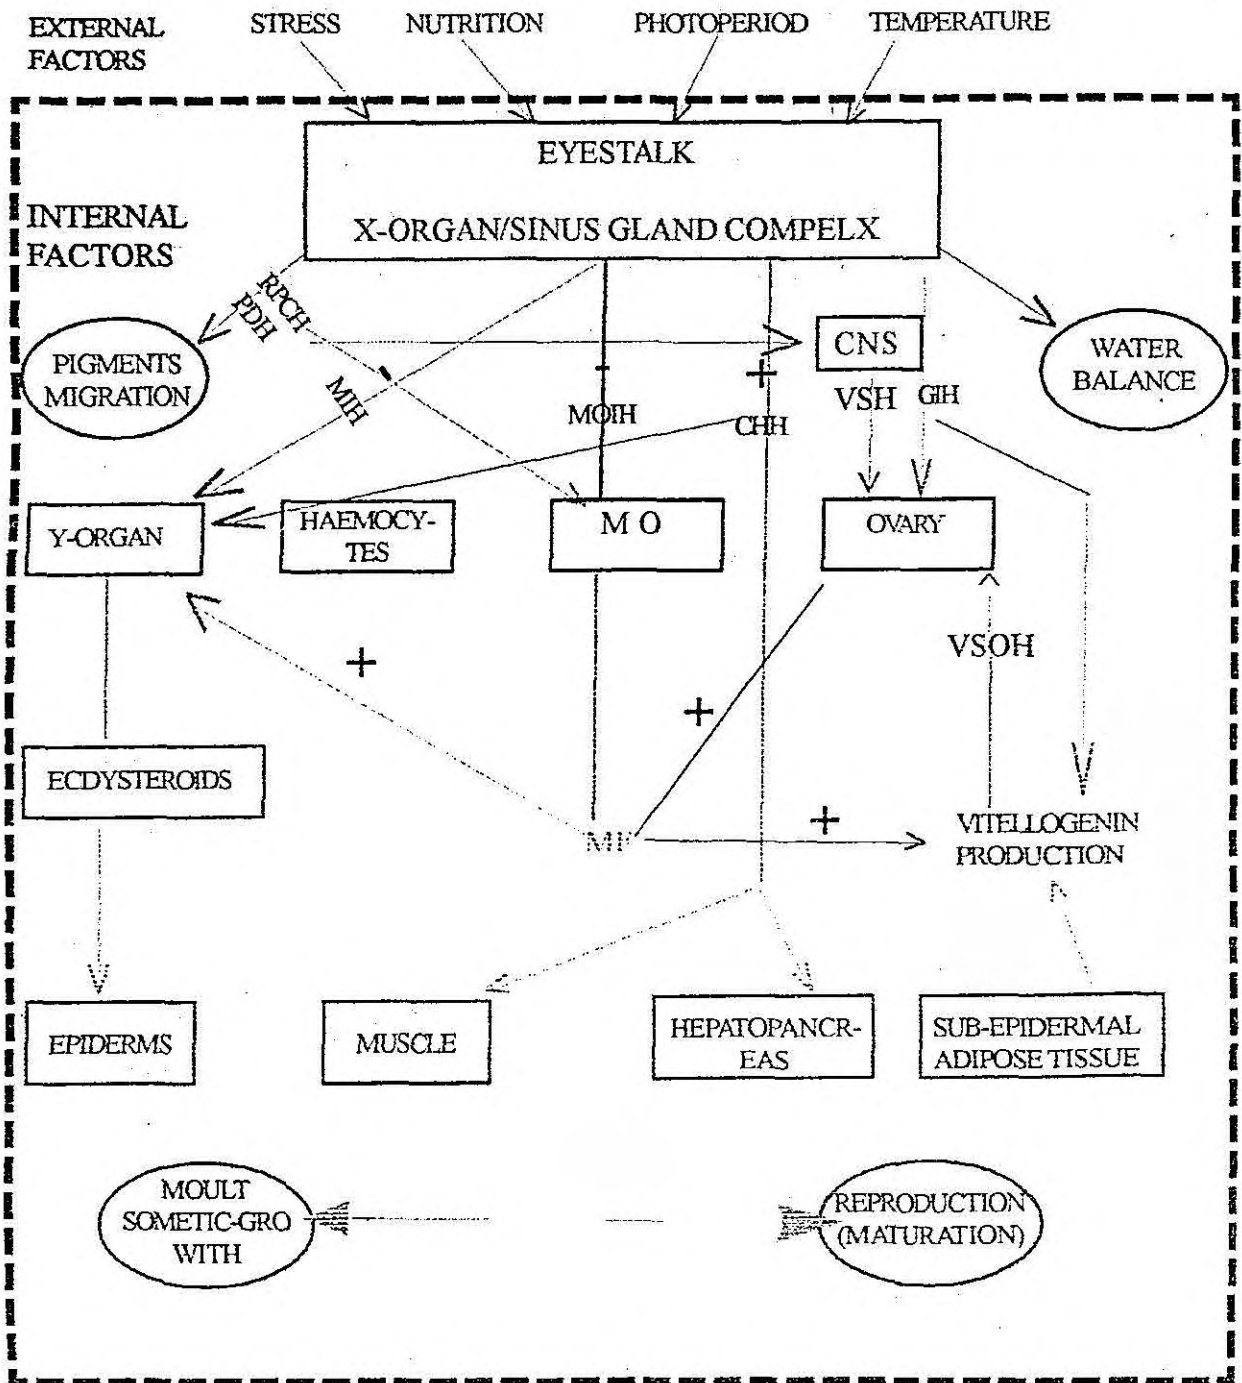 EXTERNAL
FACTORS
STRESS
NUTRITION
PHOTOPERIOD
TEMPERATURE
EYESTALK
X-ORGAN/SINUS GLAND COMPELX
INTERNAL
FACTORS
RPCH
PDH
PIGMENTS
MIGRATION
CNS
WATER
BALANCE
-
-
+
MIH
MOIH
CHH
VSH
GIH
Y-ORGAN
HAEMOCY-
TES
M O
OVARY
+
VSOH
+
ECDYSTEROIDS
MF
+
VITELLOGENIN
PRODUCTION
EPIDERMS
MUSCLE
HEPATOPANCR-
EAS
SUB-EPIDERMAL
ADIPOSE TISSUE
MOULT
SOMETIC-GRO
WITH
REPRODUCTION
(MATURATION)